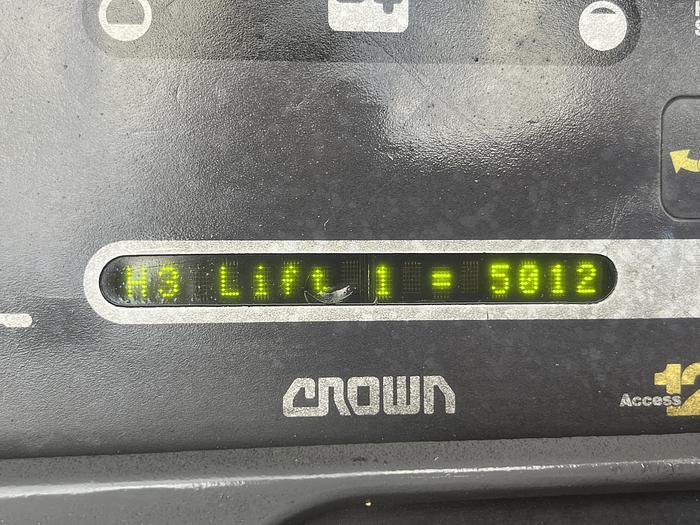 H3 Lift 1 = 5012
CROWN
Access 12